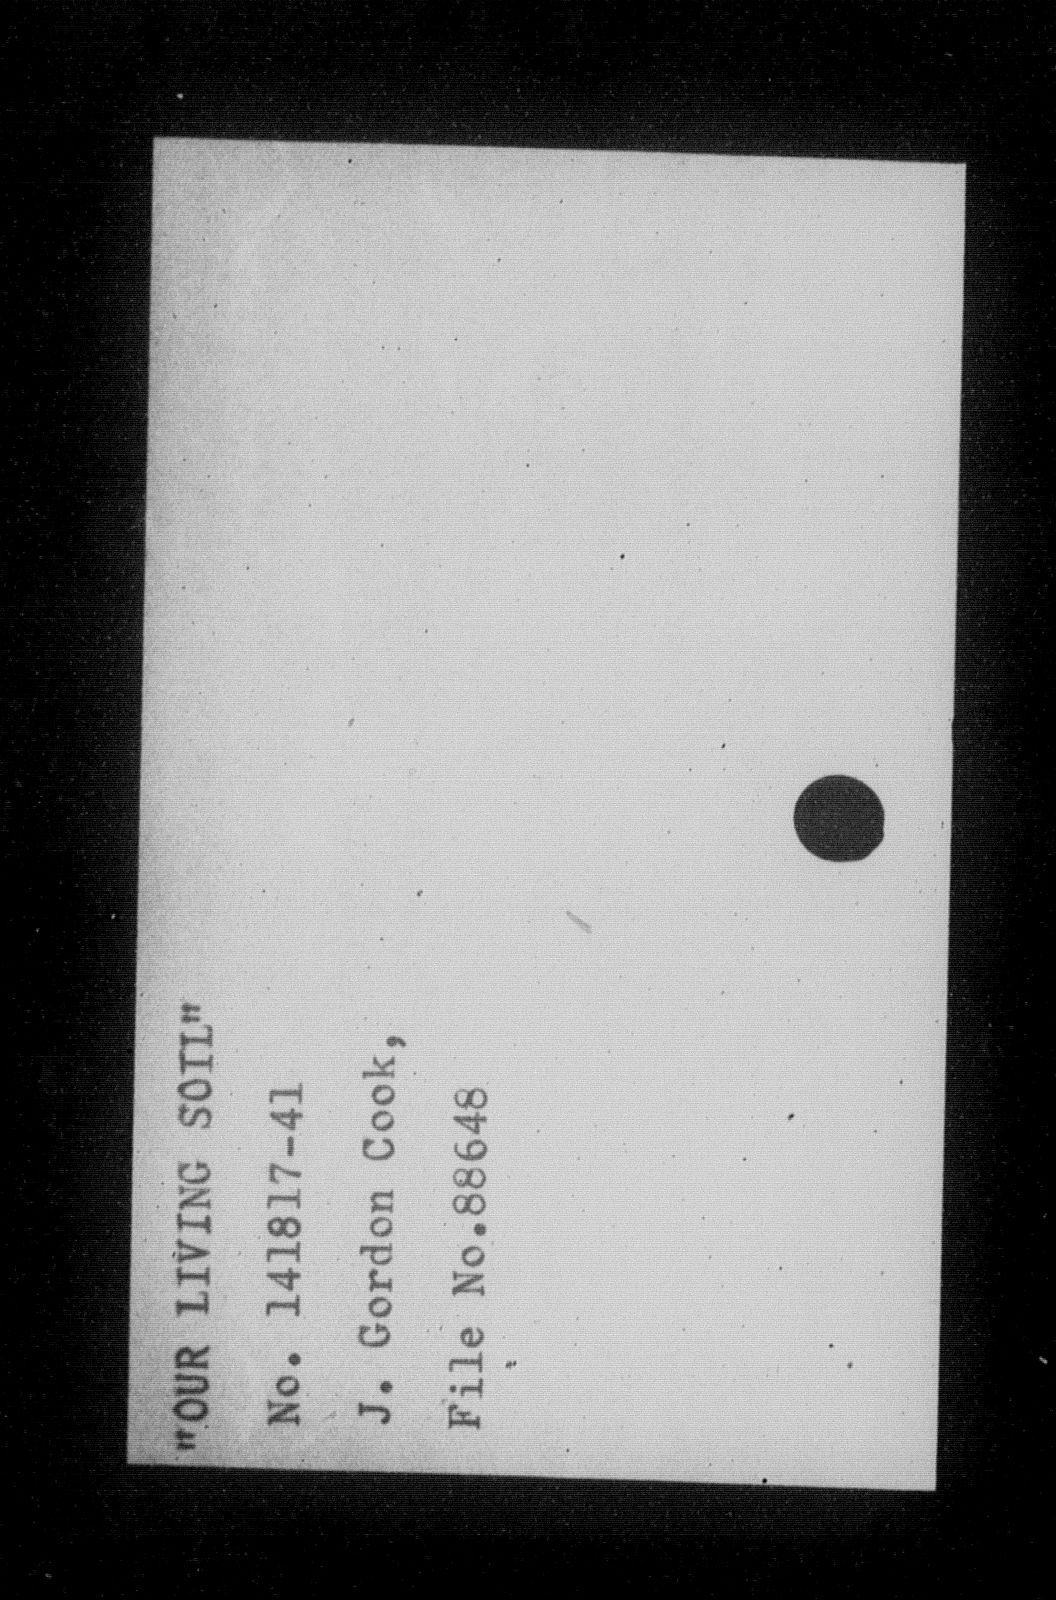 "OUR LIVING SOIL"
No. 141817-41
J. Gordon Cook,
File No.88648